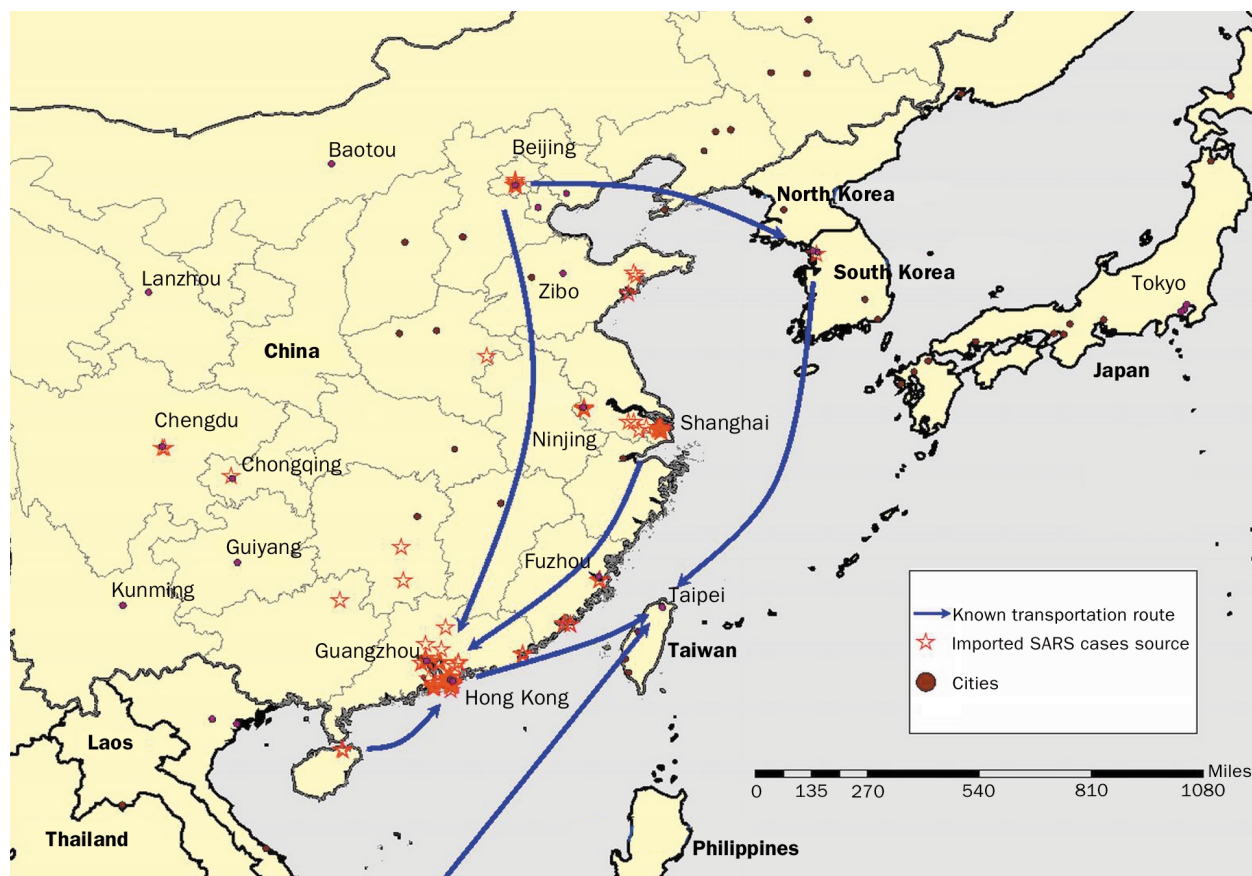 Baotou
Beijing
North Korea
Lanzhou
Zibo
South Korea
Tokyo
China
Japan
Chengdu
Ninjing
Shanghai
Chongqing
Guiyang
Fuzhou
Kunming
Taipei
Guangzhou
Taiwan
Hong Kong
Laos
Thailand
Philippines
Known transportation route
Imported SARS cases source
Cities
Miles
0 135 270 540 810 1080